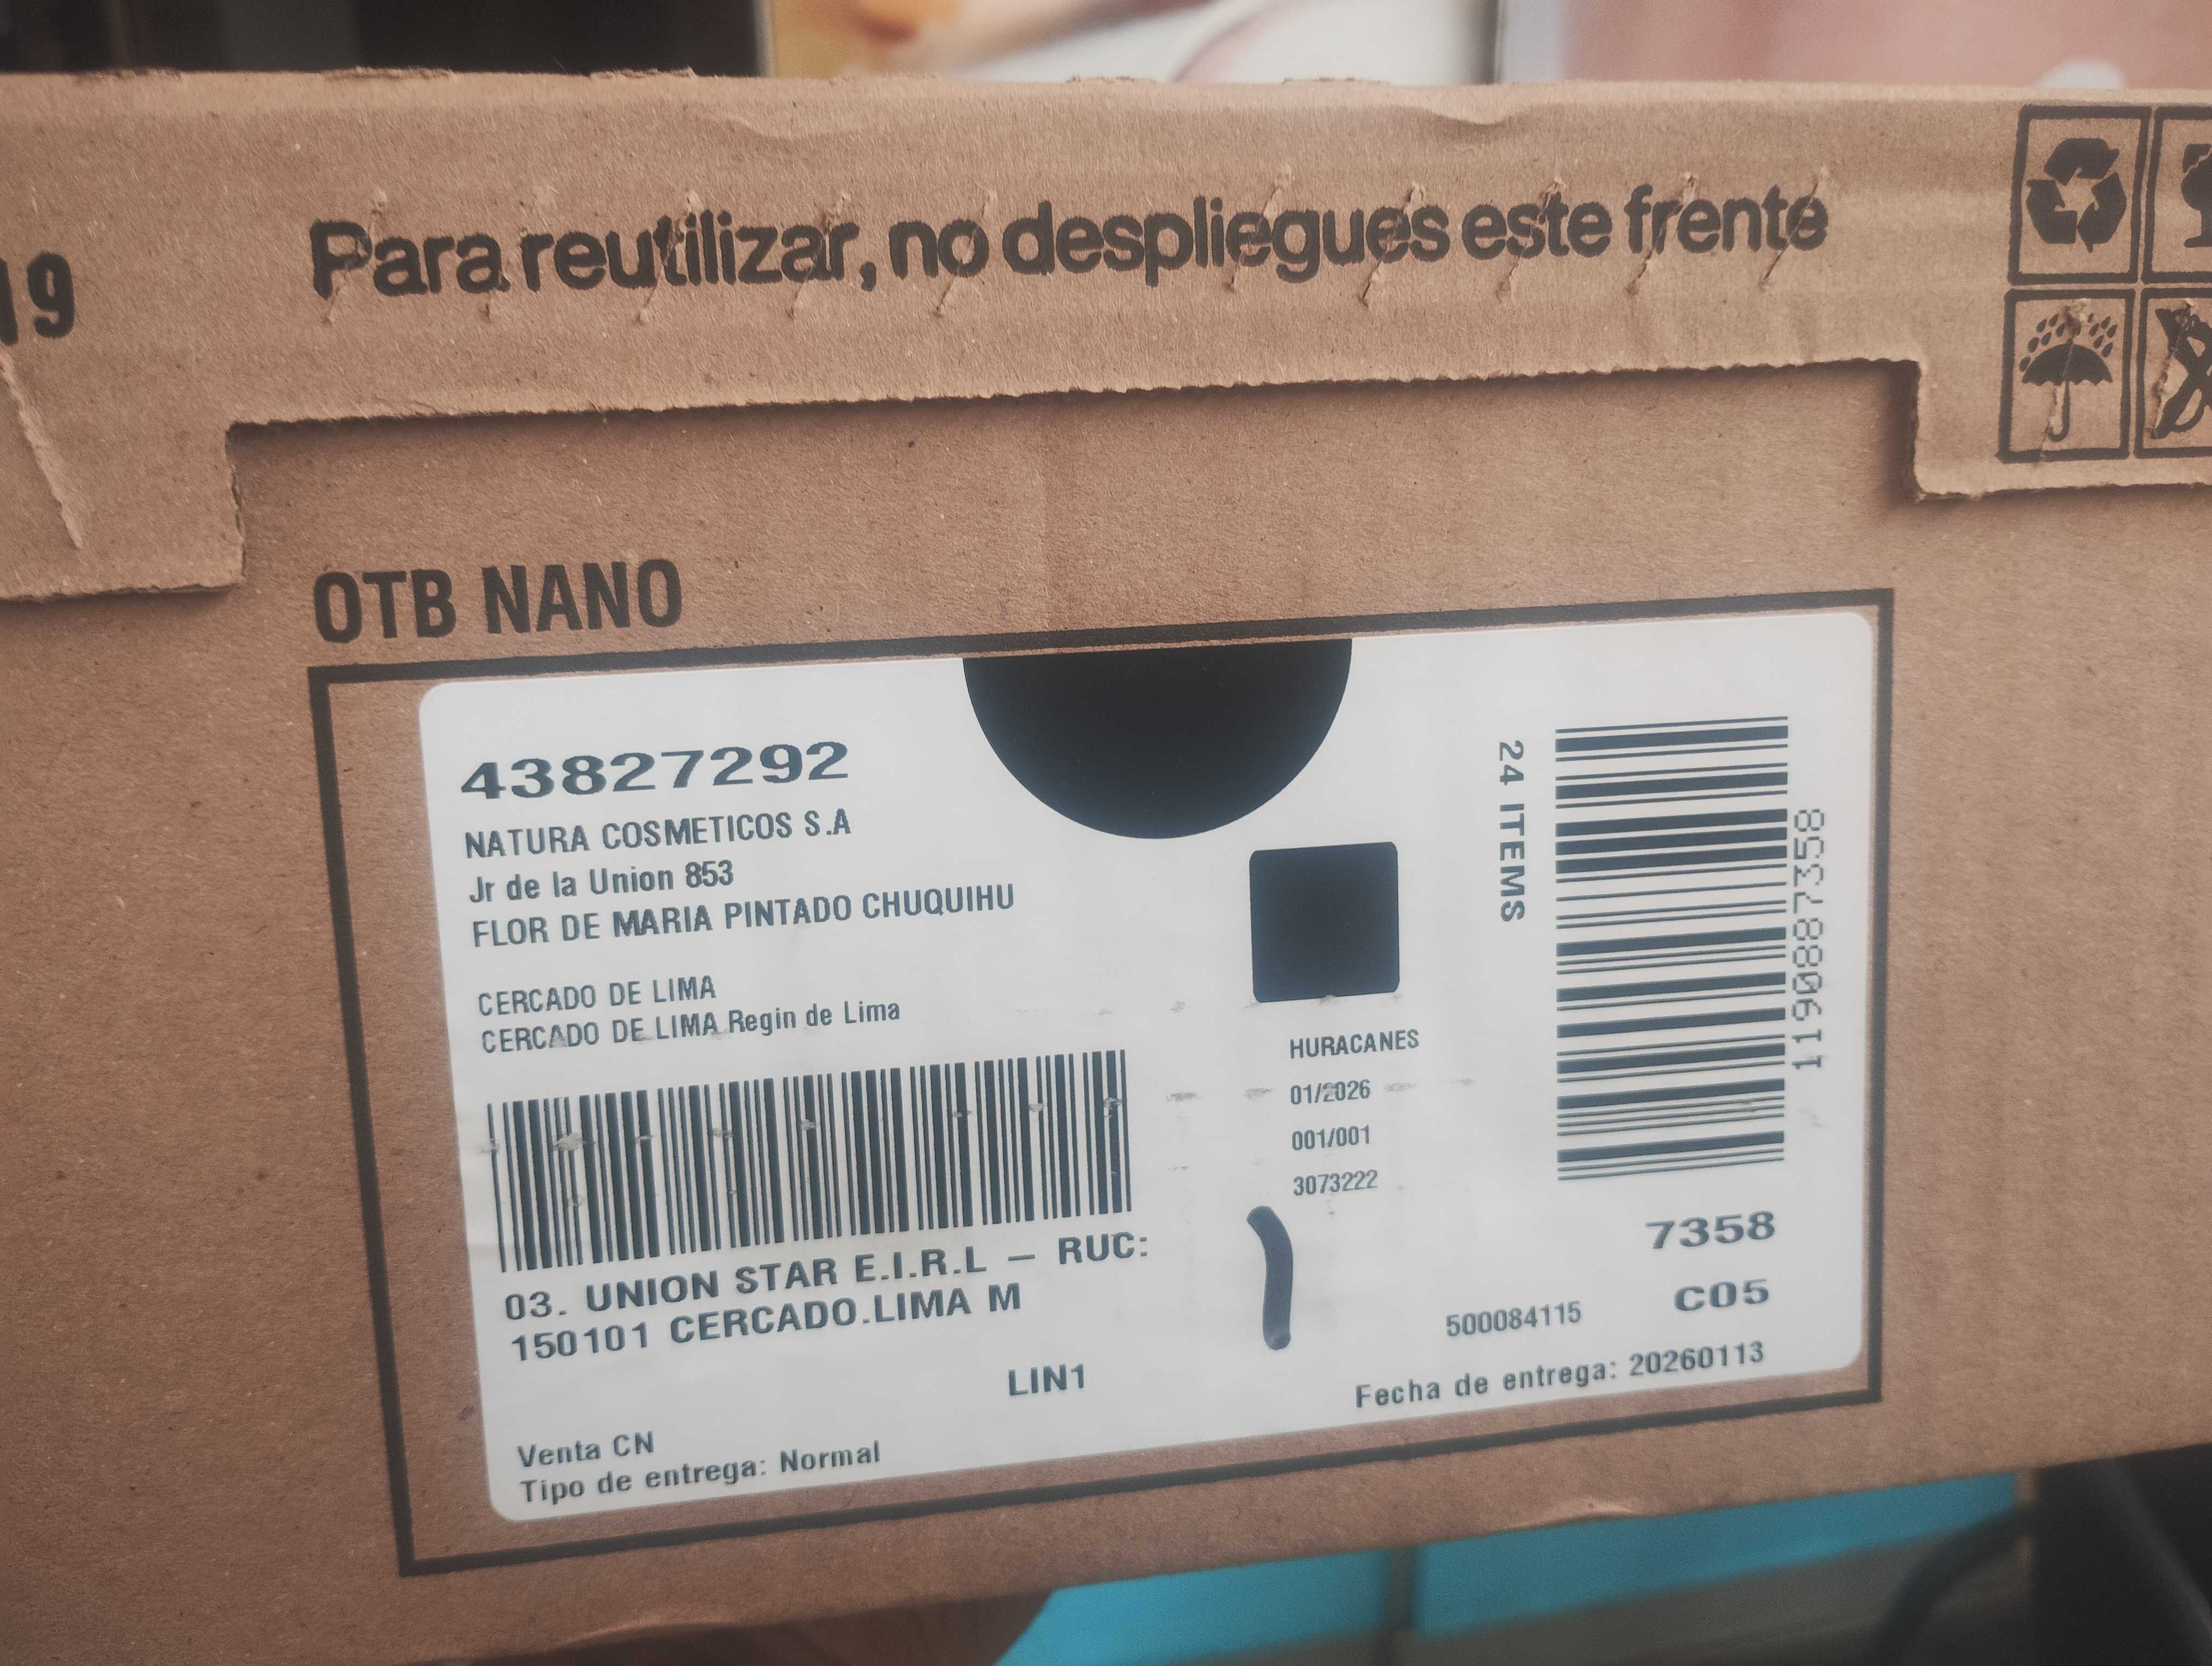 19
Para reutilizar, no despliegues este frente
OTB NANO
43827292
NATURA COSMETICOS S.A
Jr de la Union 853
FLOR DE MARIA PINTADO CHUQUIHU
CERCADO DE LIMA
CERCADO DE LIMA Regin de Lima
03. UNION STAR E.I.R.L – RUC:
150101 CERCADO.LIMA M
LIN1
Venta CN
Tipo de entrega: Normal
HURACANES
01/2026
001/001
3073222
24 ITEMS
1190887358
7358
C05
500084115
Fecha de entrega: 20260113